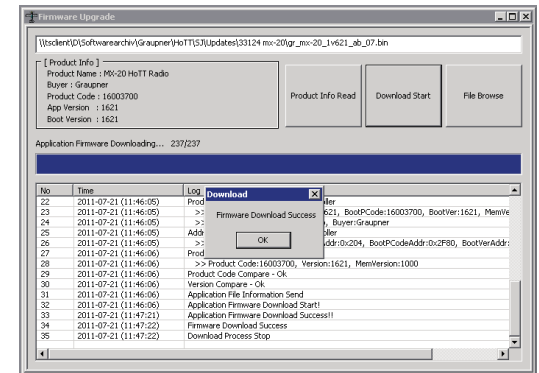 Firmware Upgrade
\\tsclient\D\Softwarearchiv\Graupner\HoTT\SJ\Updates\33124 mx-20\gr_mx-20_1v621_ab_07.bin
[ Product Info ]
Product Name : MX-20 HoTT Radio
Buyer : Graupner
Product Code : 16003700
App Version : 1621
Boot Version : 1621
Product Info Read
Download Start
File Browse
Application Firmware Downloading... 237/237
No Time Log
22 2011-07-21 (11:46:05) Prod ller
23 2011-07-21 (11:46:05) >> 621, BootPCode:16003700, BootVer:1621, MemVe
24 2011-07-21 (11:46:05) >> , Buyer:Graupner
25 2011-07-21 (11:46:05) Addr ller
26 2011-07-21 (11:46:05) >> Addr:0x204, BootPCodeAddr:0x2F80, BootVerAddr:
27 2011-07-21 (11:46:06) Prod
28 2011-07-21 (11:46:06) >> Product Code:16003700, Version:1621, MemVersion:1000
29 2011-07-21 (11:46:06) Product Code Compare - Ok
30 2011-07-21 (11:46:06) Version Compare - Ok
31 2011-07-21 (11:46:06) Application File Information Send
32 2011-07-21 (11:46:06) Application Firmware Download Start!
33 2011-07-21 (11:47:21) Application Firmware Download Success!!
34 2011-07-21 (11:47:22) Firmware Download Success
35 2011-07-21 (11:47:22) Download Process Stop
Download
Firmware Download Success
OK